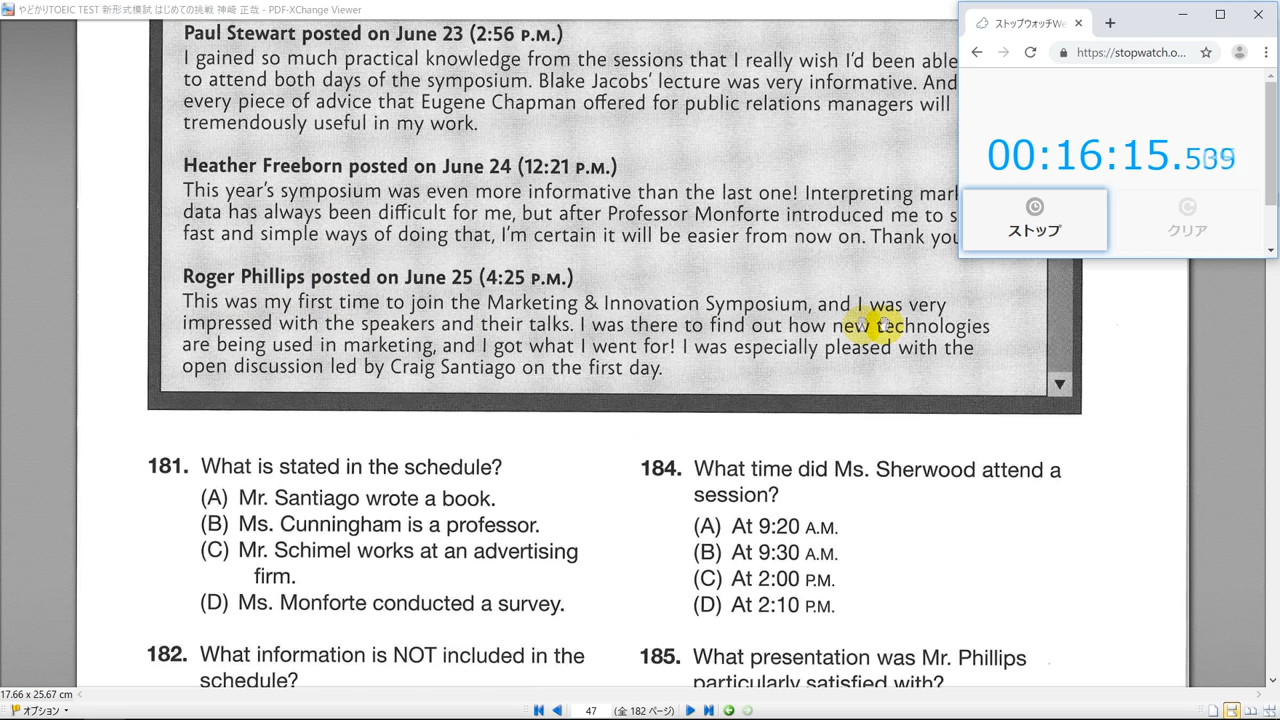 やどかりTOEIC TEST 新形式模試 はじめての挑戦 神崎 正哉 - PDF-XChange Viewer
Paul Stewart posted on June 23 (2:56 P.M.)
I gained so much practical knowledge from the sessions that I really wish I'd been able
to attend both days of the symposium. Blake Jacobs' lecture was very informative. And
every piece of advice that Eugene Chapman offered for public relations managers will
tremendously useful in my work.
Heather Freeborn posted on June 24 (12:21 P.M.)
This year's symposium was even more informative than the last one! Interpreting mark
data has always been difficult for me, but after Professor Monforte introduced me to s
fast and simple ways of doing that, I'm certain it will be easier from now on. Thank you
Roger Phillips posted on June 25 (4:25 P.M.)
This was my first time to join the Marketing & Innovation Symposium, and I was very
impressed with the speakers and their talks. I was there to find out how new technologies
are being used in marketing, and I got what I went for! I was especially pleased with the
open discussion led by Craig Santiago on the first day.
181. What is stated in the schedule?
(A) Mr. Santiago wrote a book.
(B) Ms. Cunningham is a professor.
(C) Mr. Schimel works at an advertising
firm.
(D) Ms. Monforte conducted a survey.
182. What information is NOT included in the
schedule?
184. What time did Ms. Sherwood attend a
session?
(A) At 9:20 A.M.
(B) At 9:30 A.M.
(C) At 2:00 P.M.
(D) At 2:10 P.M.
185. What presentation was Mr. Phillips
particularly satisfied with?
ストップウォッチWe
https://stopwatch.o...
00:16:15.
ストップ
クリア
17.66 x 25.67 cm
オプション
47
(全 182 ページ)